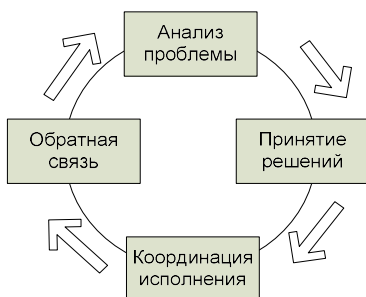 Анализ
проблемы
Принятие
решений
Координация
исполнения
Обратная
связь